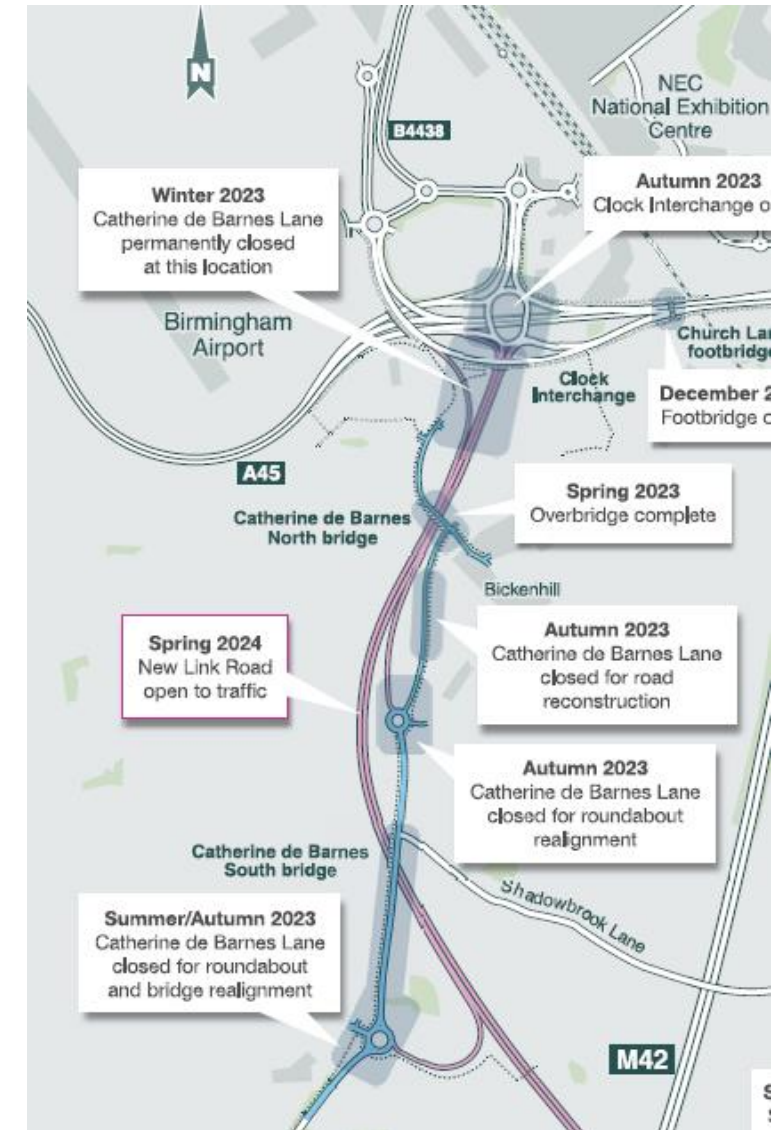 N
NEC
National Exhibition
Centre
B4438
Winter 2023
Catherine de Barnes Lane
permanently closed
at this location
Autumn 2023
Clock Interchange
Birmingham
Airport
Church
footbridge
Clock
Interchange
December
Footbridge
A45
Catherine de Barnes
North bridge
Spring 2023
Overbridge complete
Bickenhill
Spring 2024
New Link Road
open to traffic
Autumn 2023
Catherine de Barnes Lane
closed for road
reconstruction
Autumn 2023
Catherine de Barnes Lane
closed for roundabout
realignment
Catherine de Barnes
South bridge
Shadowbrook Lane
Summer/Autumn 2023
Catherine de Barnes Lane
closed for roundabout
and bridge realignment
M42